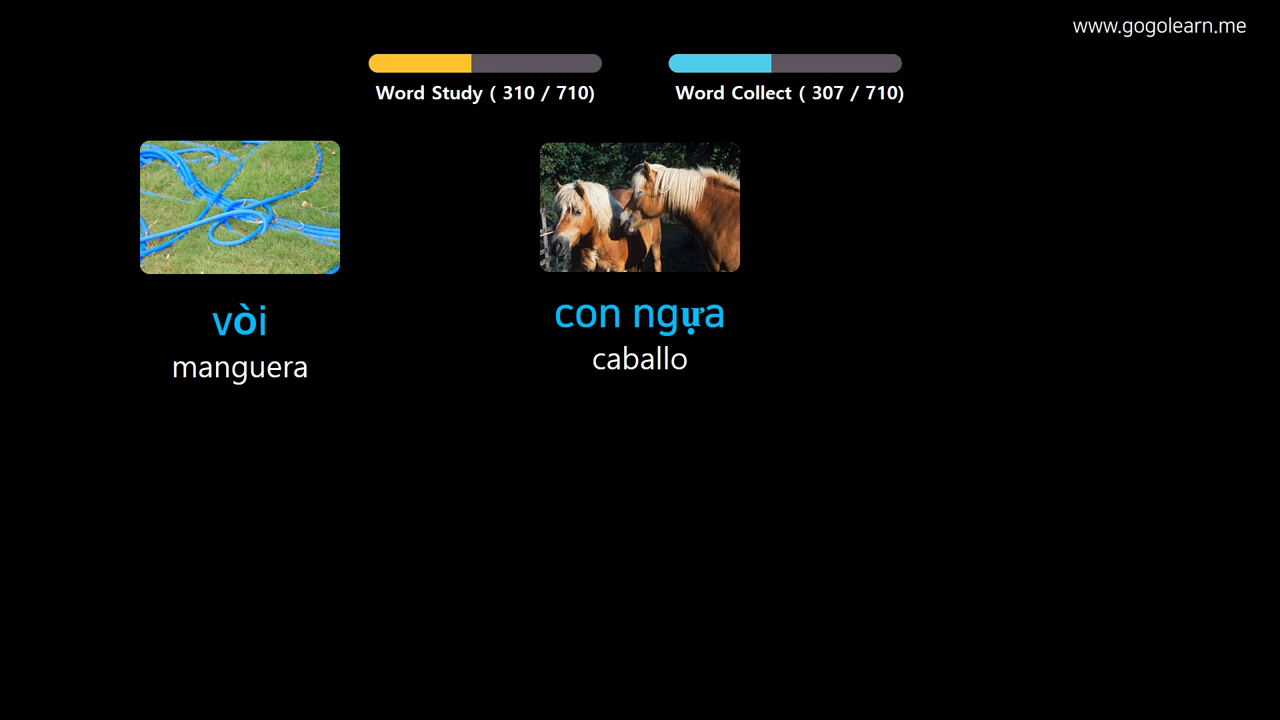 www.gogolearn.me
Word Study ( 310 / 710)
Word Collect ( 307 / 710)
vòi
manguera
con ngựa
caballo